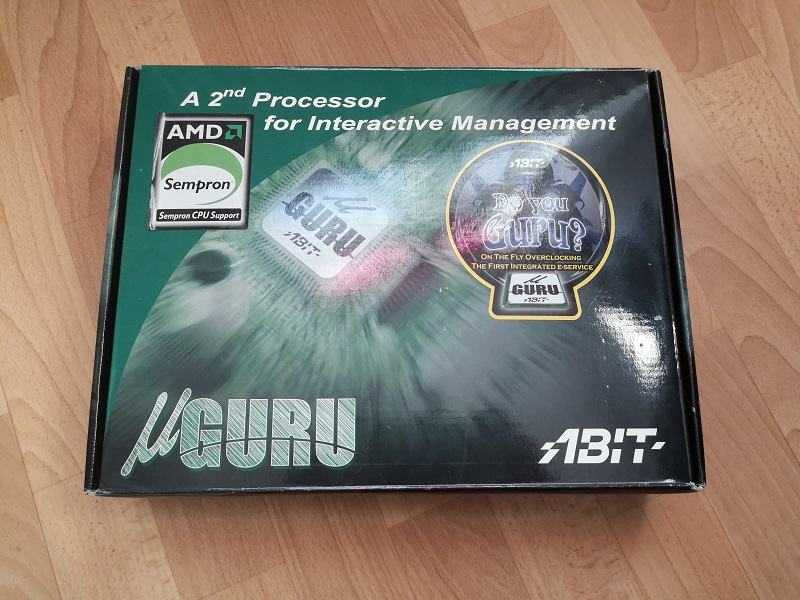 A 2nd Processor
for Interactive Management
AMD
Sempron
Sempron CPU Support
µ
GURU
ABIT
ABIT
Do you
Guru?
ON THE FLY OVERCLOCKING
THE FIRST INTEGRATED E-SERVICE
µ
GURU
ABIT
µGURU
ABIT